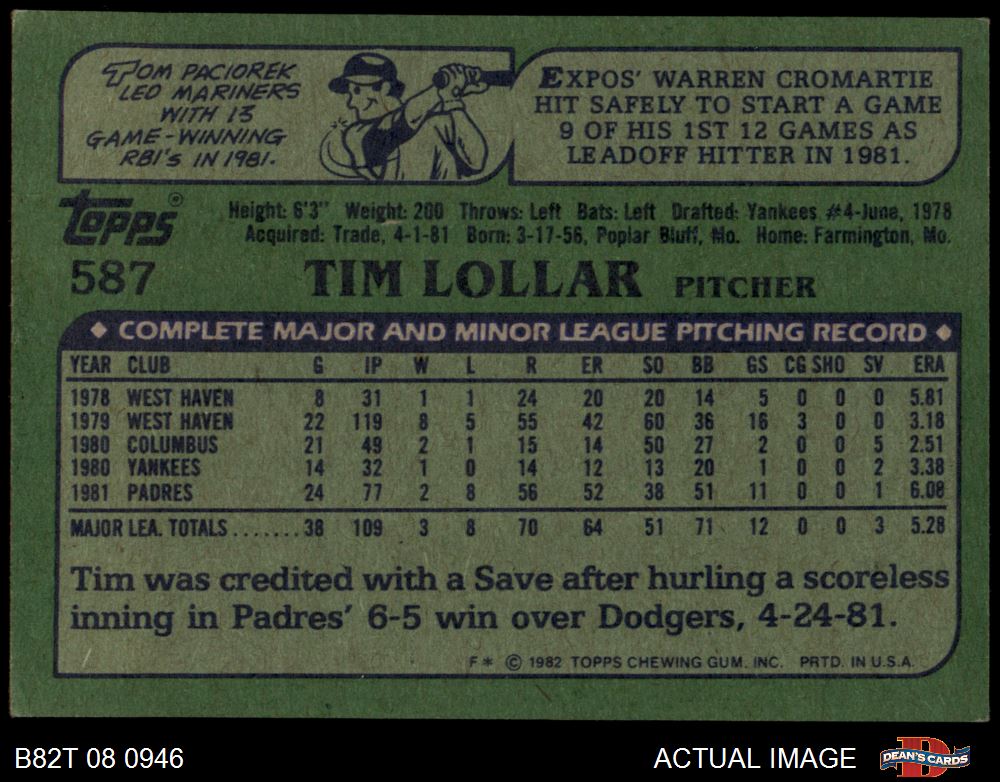 TOM PACIOREK
LED MARINERS
WITH 13
GAME-WINNING
RBI'S IN 1981.
EXPOS' WARREN CROMARTIE
HIT SAFELY TO START A GAME
9 OF HIS 1ST 12 GAMES AS
LEADOFF HITTER IN 1981.
topps®
Height: 6'3" Weight: 200 Throws: Left Bats: Left Drafted: Yankees #4-June, 1978
Acquired: Trade, 4-1-81 Born: 3-17-56, Poplar Bluff, Mo. Home: Farmington, Mo.
587 TIM LOLLAR PITCHER
◆ COMPLETE MAJOR AND MINOR LEAGUE PITCHING RECORD ◆
YEAR CLUB G IP W L R ER SO BB GS CG SHO SV ERA
1978 WEST HAVEN 8 31 1 1 24 20 20 14 5 0 0 0 5.81
1979 WEST HAVEN 22 119 8 5 55 42 60 36 16 3 0 0 3.18
1980 COLUMBUS 21 49 2 1 15 14 50 27 2 0 0 5 2.51
1980 YANKEES 14 32 1 0 14 12 13 20 1 0 0 2 3.38
1981 PADRES 24 77 2 8 56 52 38 51 11 0 0 1 6.08
MAJOR LEA. TOTALS.......38 109 3 8 70 64 51 71 12 0 0 3 5.28
Tim was credited with a Save after hurling a scoreless
inning in Padres' 6-5 win over Dodgers, 4-24-81.
F* © 1982 TOPPS CHEWING GUM, INC. PRTD. IN U.S.A.
B82T 08 0946 ACTUAL IMAGE DEAN'S CARDS